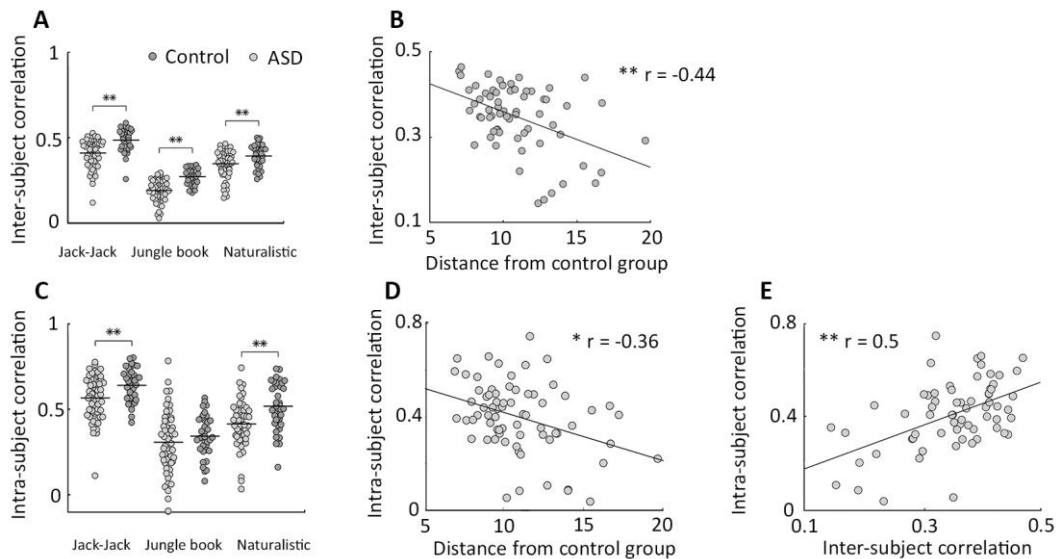 A
Inter-subject correlation
1
0.5
0
Control
ASD
**
**
**
Jack-Jack
Jungle book
Naturalistic
B
Inter-subject correlation
0.5
0.3
0.1
** r = -0.44
5
10
15
20
Distance from control group
C
Intra-subject correlation
1
0.5
0
**
**
Jack-Jack
Jungle book
Naturalistic
D
Intra-subject correlation
0.8
0.4
0
* r = -0.36
5
10
15
20
Distance from control group
E
Intra-subject correlation
0.8
0.4
0
** r = 0.5
0.1
0.3
0.5
Inter-subject correlation